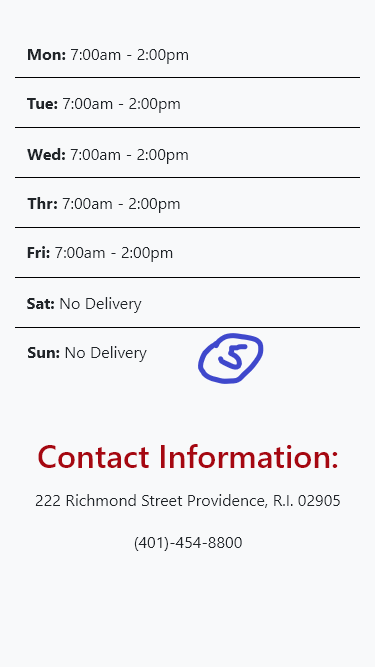 Mon: 7:00am - 2:00pm
Tue: 7:00am - 2:00pm
Wed: 7:00am - 2:00pm
Thr: 7:00am - 2:00pm
Fri: 7:00am - 2:00pm
Sat: No Delivery
Sun: No Delivery
5
Contact Information:
222 Richmond Street Providence, R.I. 02905
(401)-454-8800